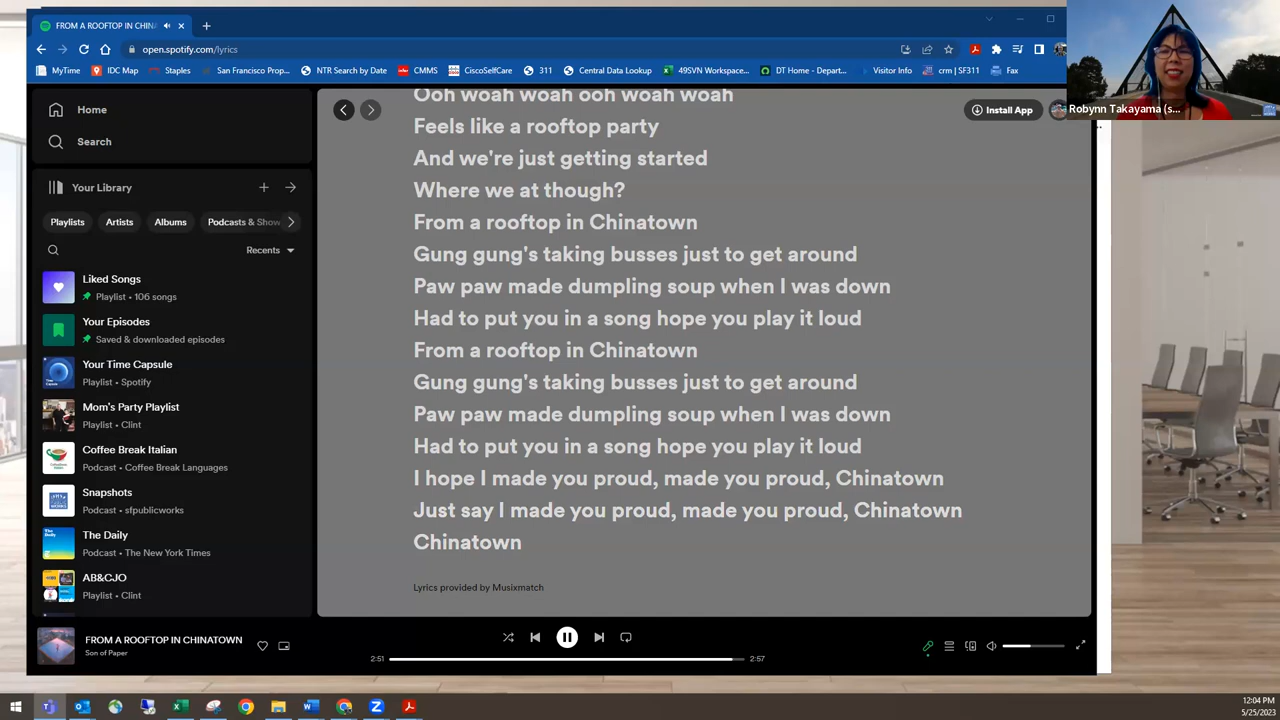 FROM A ROOFTOP IN CHIN
open.spotify.com/lyrics
MyTime
IDC Map
Staples
San Francisco Prop...
NTR Search by Date
CMMS
CiscoSelfCare
311
Central Data Lookup
49SVN Workspace...
DT Home - Depart...
Visitor Info
crm | SF311
Fax
Robynn Takayama (s...
Home
Search
Your Library
Playlists
Artists
Albums
Podcasts & Show
Recents
Liked Songs
Playlist • 106 songs
Your Episodes
Saved & downloaded episodes
Your Time Capsule
Playlist • Spotify
Mom's Party Playlist
Playlist • Clint
Coffee Break Italian
Podcast • Coffee Break Languages
Snapshots
Podcast • sfpublicworks
The Daily
Podcast • The New York Times
AB&CJO
Playlist • Clint
Install App
Ooh woah woah ooh woah woah
Feels like a rooftop party
And we're just getting started
Where we at though?
From a rooftop in Chinatown
Gung gung's taking busses just to get around
Paw paw made dumpling soup when I was down
Had to put you in a song hope you play it loud
From a rooftop in Chinatown
Gung gung's taking busses just to get around
Paw paw made dumpling soup when I was down
Had to put you in a song hope you play it loud
I hope I made you proud, made you proud, Chinatown
Just say I made you proud, made you proud, Chinatown
Chinatown
Lyrics provided by Musixmatch
FROM A ROOFTOP IN CHINATOWN
Son of Paper
2:51
2:57
12:04 PM
5/25/2023